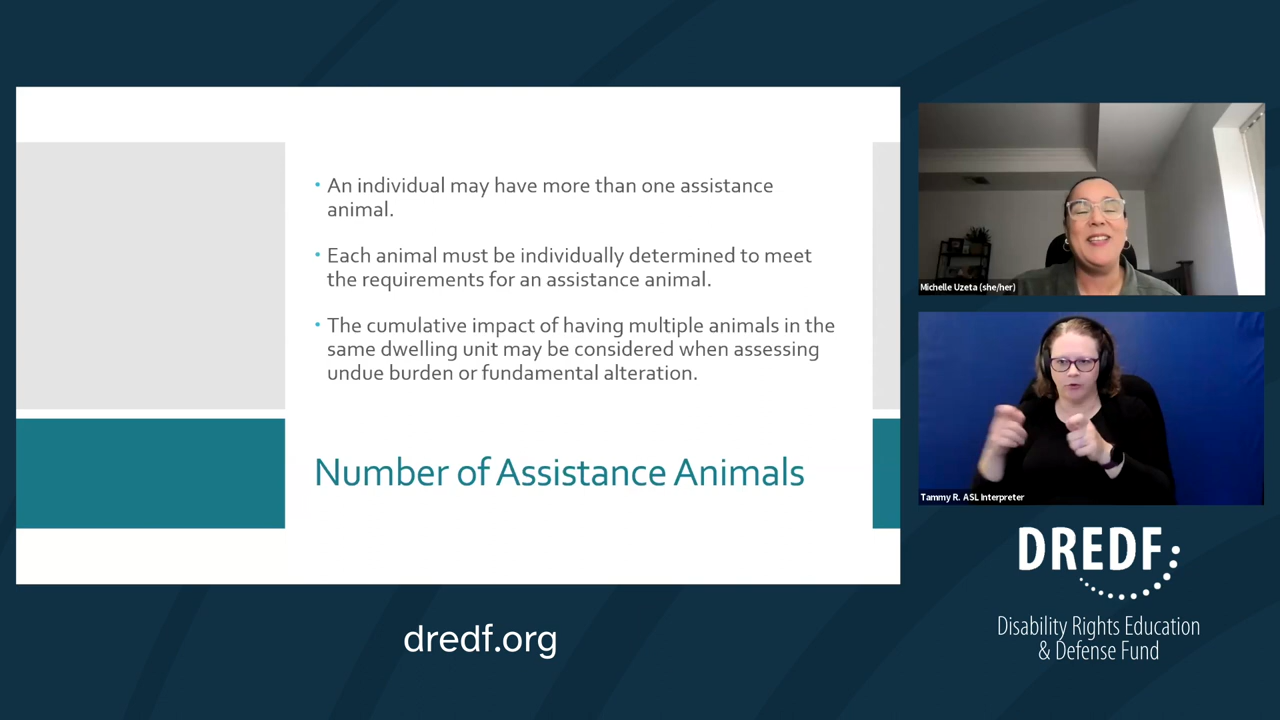 • An individual may have more than one assistance
animal.
• Each animal must be individually determined to meet
the requirements for an assistance animal.
• The cumulative impact of having multiple animals in the
same dwelling unit may be considered when assessing
undue burden or fundamental alteration.
Number of Assistance Animals
Michelle Uzeta (she/her)
Tammy R. ASL Interpreter
DREDF
Disability Rights Education
& Defense Fund
dredf.org